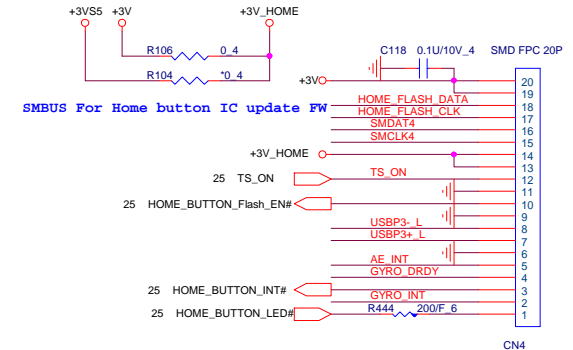 +3VS5 +3V +3V_HOME
R106 0_4
R104 *0_4
C118 0.1U/10V_4 SMD FPC 20P
+3V
20
19
SMBUS For Home button IC update FW
HOME_FLASH_DATA 18
HOME_FLASH_CLK 17
SMDAT4 16
SMCLK4 15
+3V_HOME 14
13
25 TS_ON TS_ON 12
11
25 HOME_BUTTON_Flash_EN# 10
9
USBP3-_L 8
USBP3+_L 7
6
AE_INT 5
GYRO_DRDY 4
25 HOME_BUTTON_INT# 3
GYRO_INT 2
25 HOME_BUTTON_LED# R444 200/F_6 1
CN4